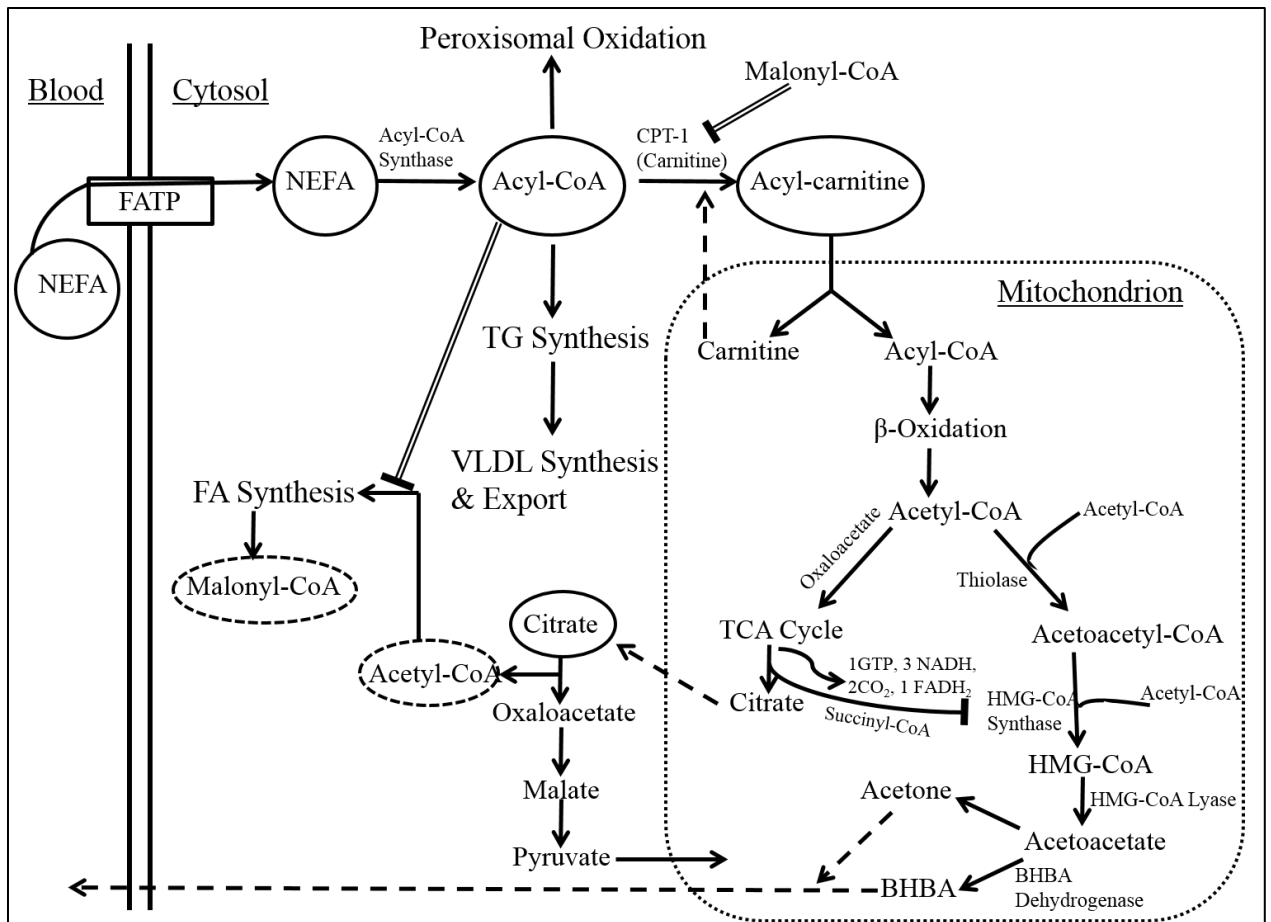 Peroxisomal Oxidation
Malonyl-CoA
Blood
Cytosol
Acyl-CoA
Synthase
CPT-1
(Carnitine)
NEFA
Acyl-CoA
Acyl-carnitine
FATP
NEFA
Mitochondrion
TG Synthesis
Carnitine
Acyl-CoA
β-Oxidation
VLDL Synthesis
& Export
FA Synthesis
Acetyl-CoA
Acetyl-CoA
Oxaloacetate
Thiolase
Malonyl-CoA
Citrate
TCA Cycle
Acetoacetyl-CoA
Acetyl-CoA
1GTP, 3 NADH,
2CO₂, 1 FADH₂
Citrate
Succinyl-CoA
HMG-CoA
Synthase
Acetyl-CoA
Oxaloacetate
HMG-CoA
Malate
Acetone
HMG-CoA Lyase
Acetoacetate
Pyruvate
BHBA
BHBA
Dehydrogenase